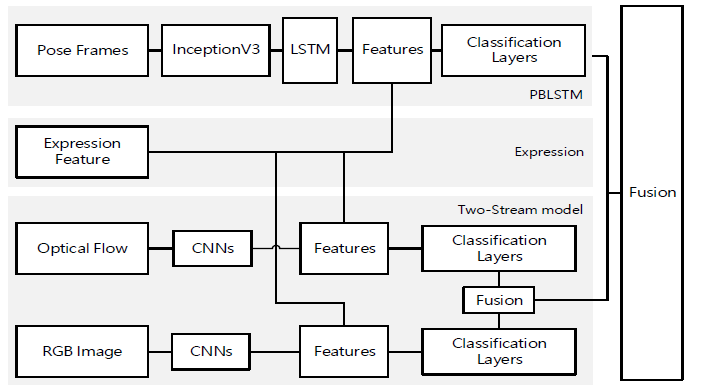 Pose Frames
InceptionV3
LSTM
Features
Classification
Layers
PBLSTM
Expression
Feature
Expression
Fusion
Two-Stream model
Optical Flow
CNNs
Features
Classification
Layers
Fusion
RGB Image
CNNs
Features
Classification
Layers